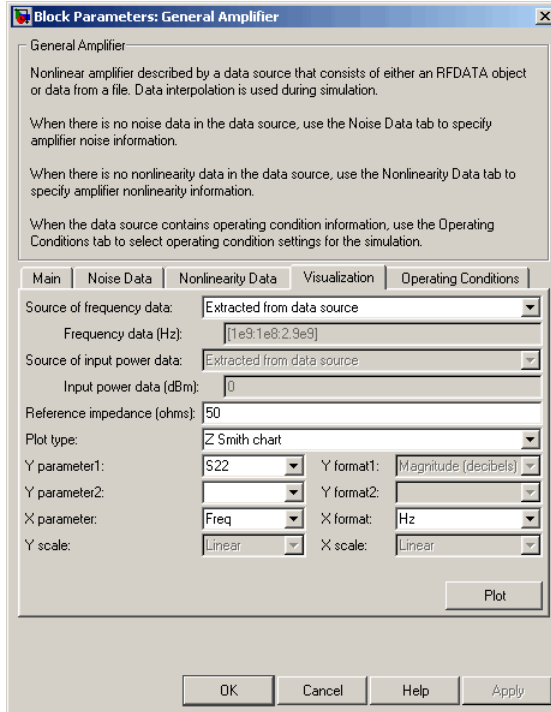 Block Parameters: General Amplifier
General Amplifier
Nonlinear amplifier described by a data source that consists of either an RFDATA object
or data from a file. Data interpolation is used during simulation.
When there is no noise data in the data source, use the Noise Data tab to specify
amplifier noise information.
When there is no nonlinearity data in the data source, use the Nonlinearity Data tab to
specify amplifier nonlinearity information.
When the data source contains operating condition information, use the Operating
Conditions tab to select operating condition settings for the simulation.
Main Noise Data Nonlinearity Data Visualization Operating Conditions
Source of frequency data: Extracted from data source
Frequency data (Hz): [1e9:1e8:2.9e9]
Source of input power data: Extracted from data source
Input power data (dBm): 0
Reference impedance (ohms): 50
Plot type: Z Smith chart
Y parameter1: S22 Y format1: Magnitude (decibels)
Y parameter2: Y format2:
X parameter: Freq X format: Hz
Y scale: Linear X scale: Linear
Plot
OK Cancel Help Apply